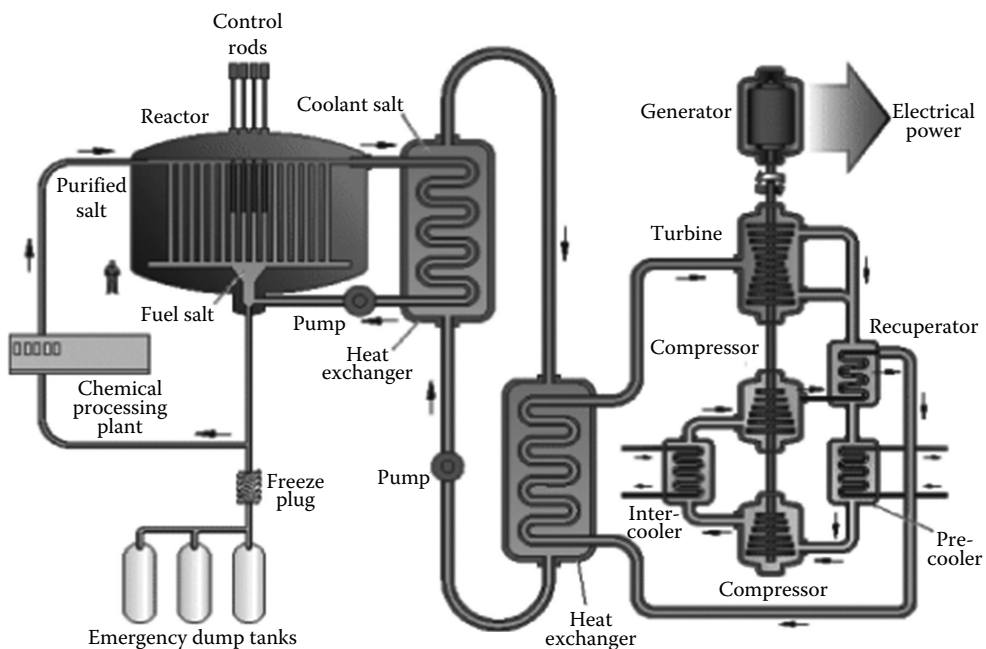 Control
rods
Reactor
Coolant salt
Generator
Electrical
power
Purified
salt
Turbine
Fuel salt
Pump
Heat
exchanger
Compressor
Recuperator
Chemical
processing
plant
Freeze
plug
Pump
Inter-
cooler
Pre-
cooler
Compressor
Heat
exchanger
Emergency dump tanks